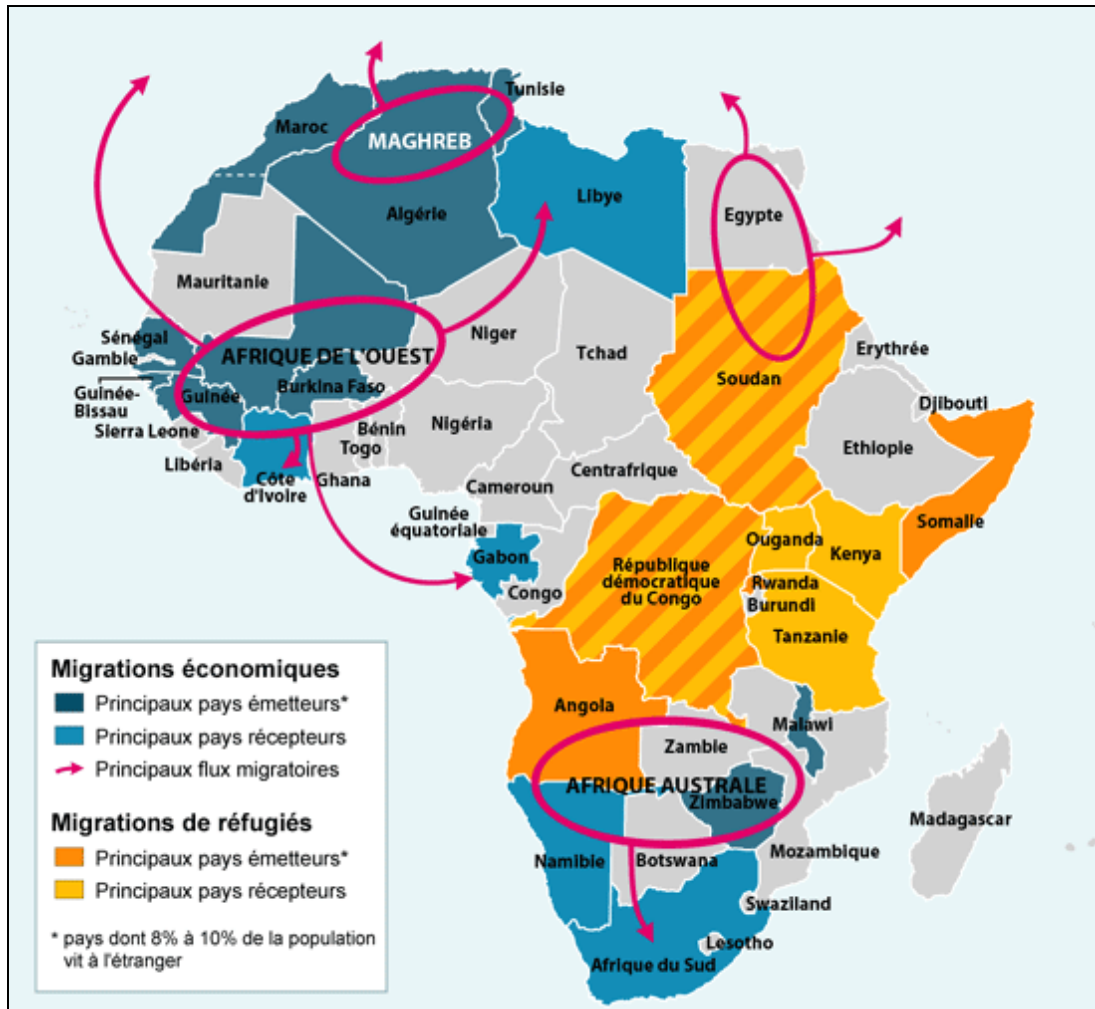 Tunisie
Maroc
MAGHREB
Algérie
Libye
Egypte
Mauritanie
Niger
Tchad
Soudan
Erythrée
Sénégal
Gambie
AFRIQUE DE L'OUEST
Guinée-
Bissau
Guinée
Burkina Faso
Djibouti
Sierra Leone
Bénin
Togo
Nigéria
Ethiopie
Libéria
Côte
d'Ivoire
Ghana
Centrafrique
Cameroun
Somalie
Guinée
équatoriale
Ouganda
Kenya
Gabon
République
démocratique
du Congo
Congo
Rwanda
Burundi
Tanzanie
Angola
Malawi
Zambie
AFRIQUE AUSTRALE
Zimbabwe
Madagascar
Namibie
Botswana
Mozambique
Swaziland
Lesotho
Afrique du Sud
Migrations économiques
Principaux pays émetteurs*
Principaux pays récepteurs
Principaux flux migratoires
Migrations de réfugiés
Principaux pays émetteurs*
Principaux pays récepteurs
* pays dont 8% à 10% de la population
vit à l'étranger